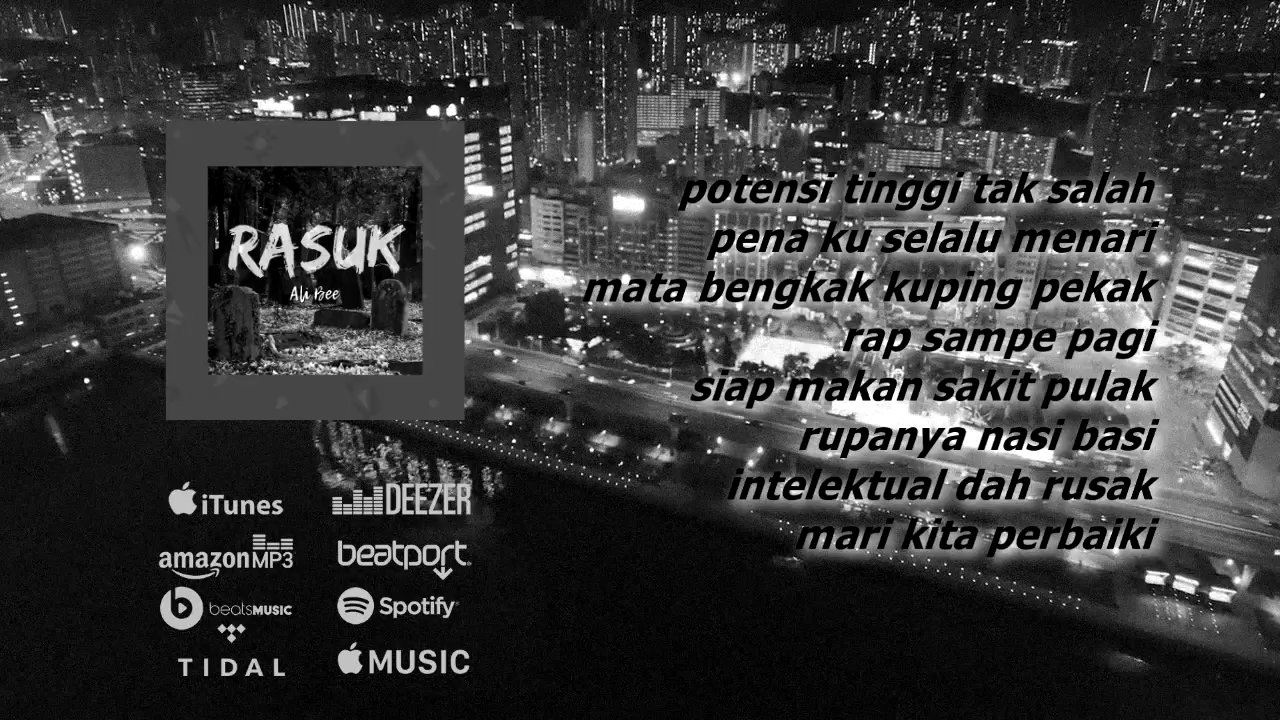 RASUK
Ali Bee
potensi tinggi tak salah
pena ku selalu menari
mata bengkak kuping pekak
rap sampe pagi
siap makan sakit pulak
rupanya nasi basi
intelektual dah rusak
mari kita perbaiki
iTunes
DEEZER
amazonMP3
beatport
beatsmusic
Spotify
TIDAL
MUSIC